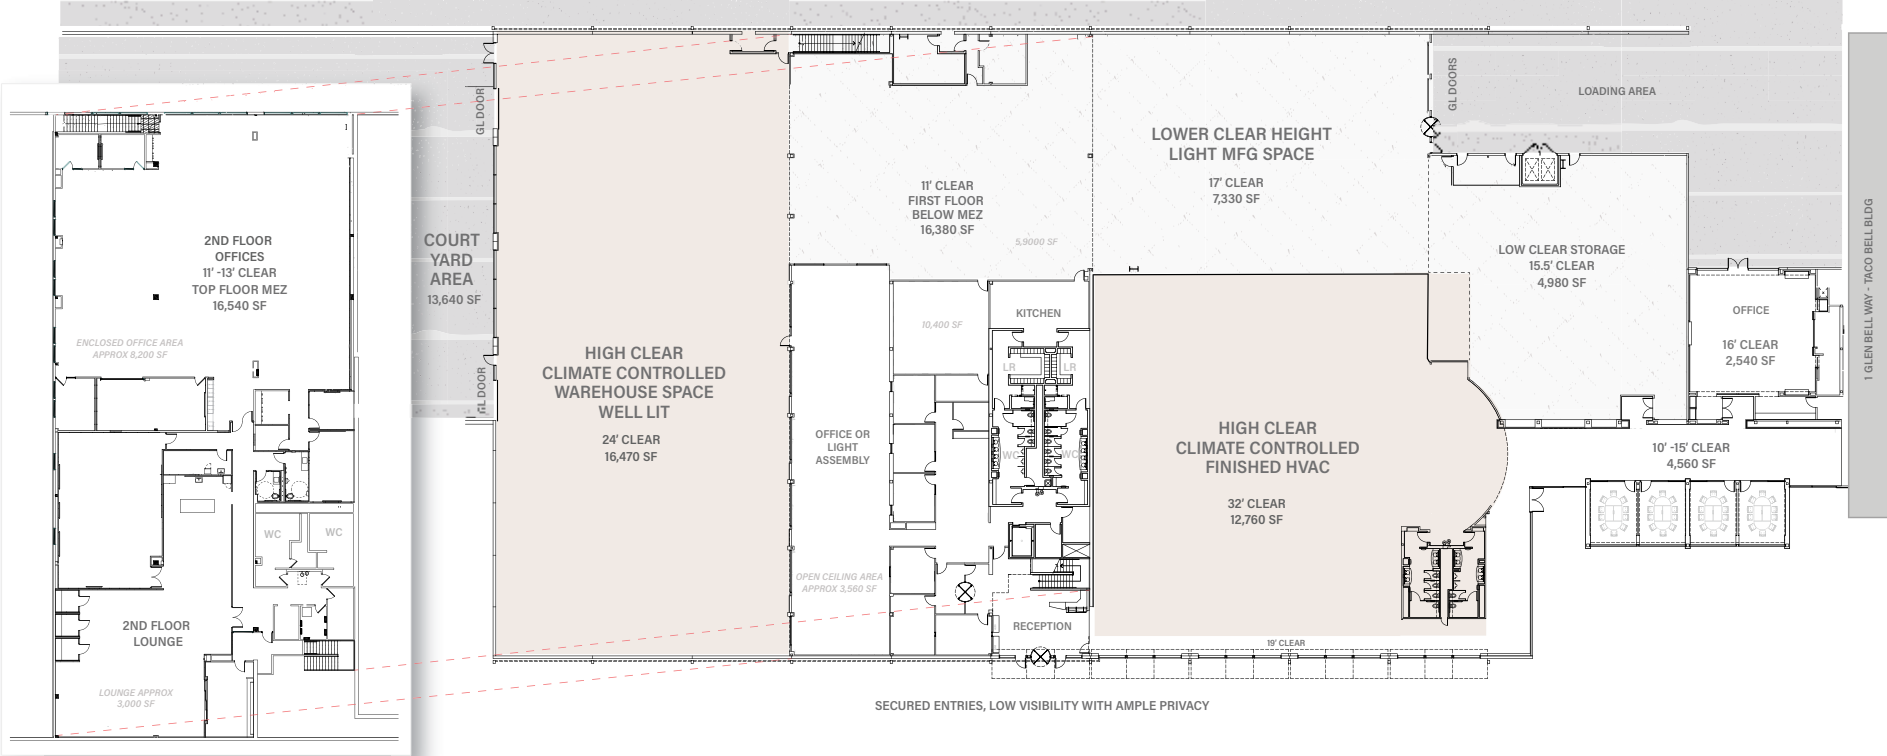 2ND FLOOR
OFFICES
11' -13' CLEAR
TOP FLOOR MEZ
16,540 SF
ENCLOSED OFFICE AREA
APPROX 8,200 SF
WC
WC
2ND FLOOR
LOUNGE
LOUNGE APPROX
3,000 SF
GL DOOR
COURT
YARD
AREA
13,640 SF
GL DOOR
HIGH CLEAR
CLIMATE CONTROLLED
WAREHOUSE SPACE
WELL LIT
24' CLEAR
16,470 SF
11' CLEAR
FIRST FLOOR
BELOW MEZ
16,380 SF
5,9000 SF
10,400 SF
KITCHEN
LR
LR
WC
WC
OFFICE OR
LIGHT
ASSEMBLY
OPEN CEILING AREA
APPROX 3,560 SF
RECEPTION
LOWER CLEAR HEIGHT
LIGHT MFG SPACE
17' CLEAR
7,330 SF
HIGH CLEAR
CLIMATE CONTROLLED
FINISHED HVAC
32' CLEAR
12,760 SF
19' CLEAR
GL DOORS
LOADING AREA
LOW CLEAR STORAGE
15.5' CLEAR
4,980 SF
OFFICE
16' CLEAR
2,540 SF
10' -15' CLEAR
4,560 SF
1 GLEN BELL WAY - TACO BELL BLDG
SECURED ENTRIES, LOW VISIBILITY WITH AMPLE PRIVACY